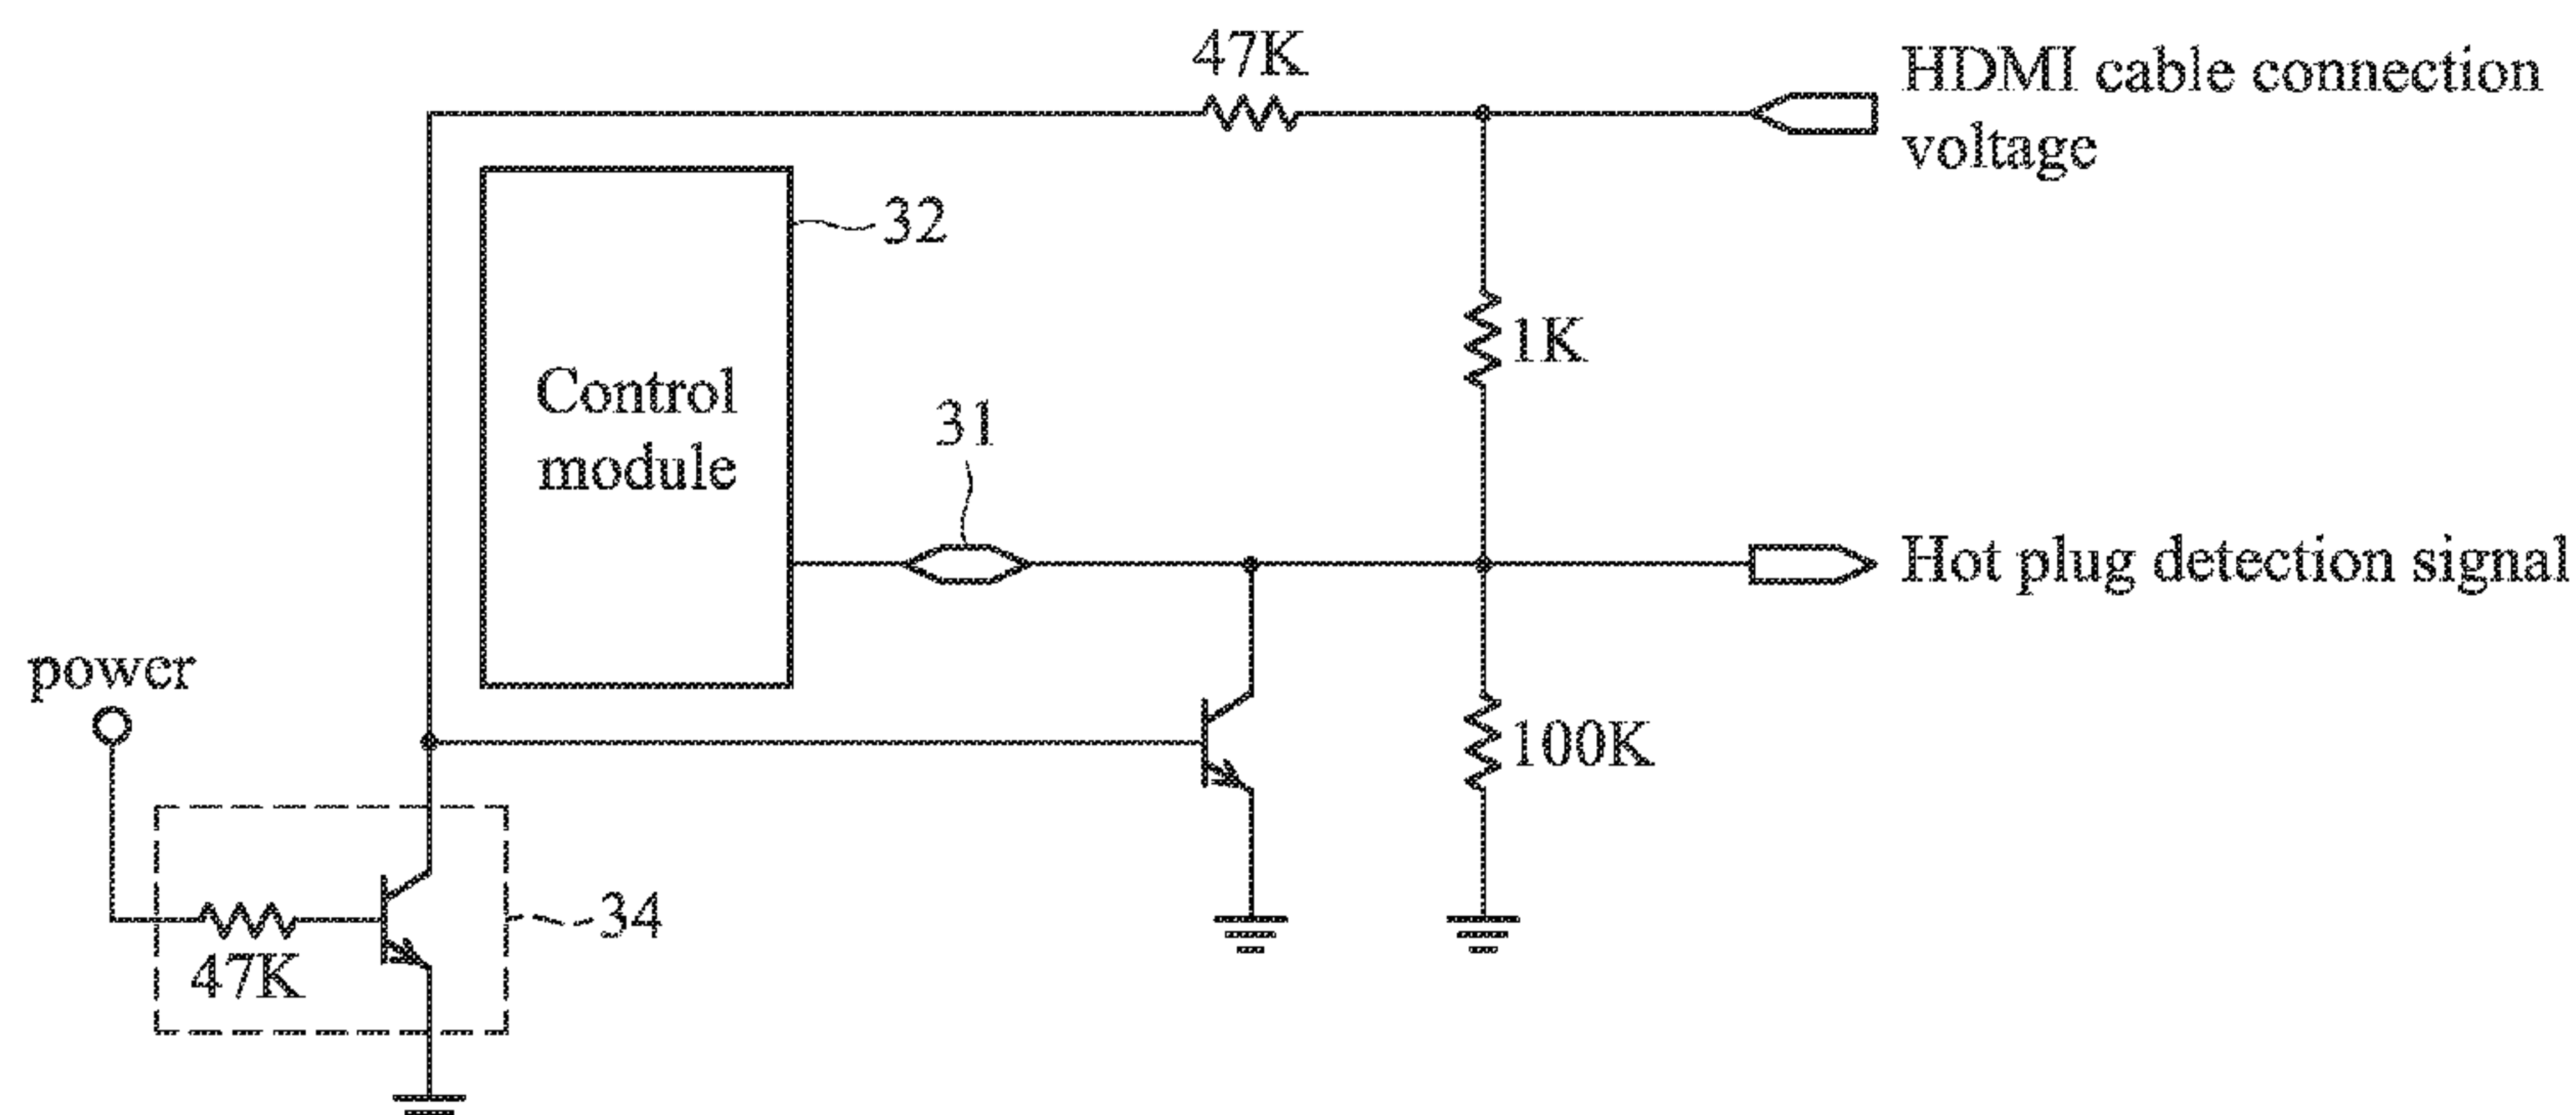 47K
HDMI cable connection
voltage
32
1K
Control
module
31
Hot plug detection signal
power
100K
34
47K